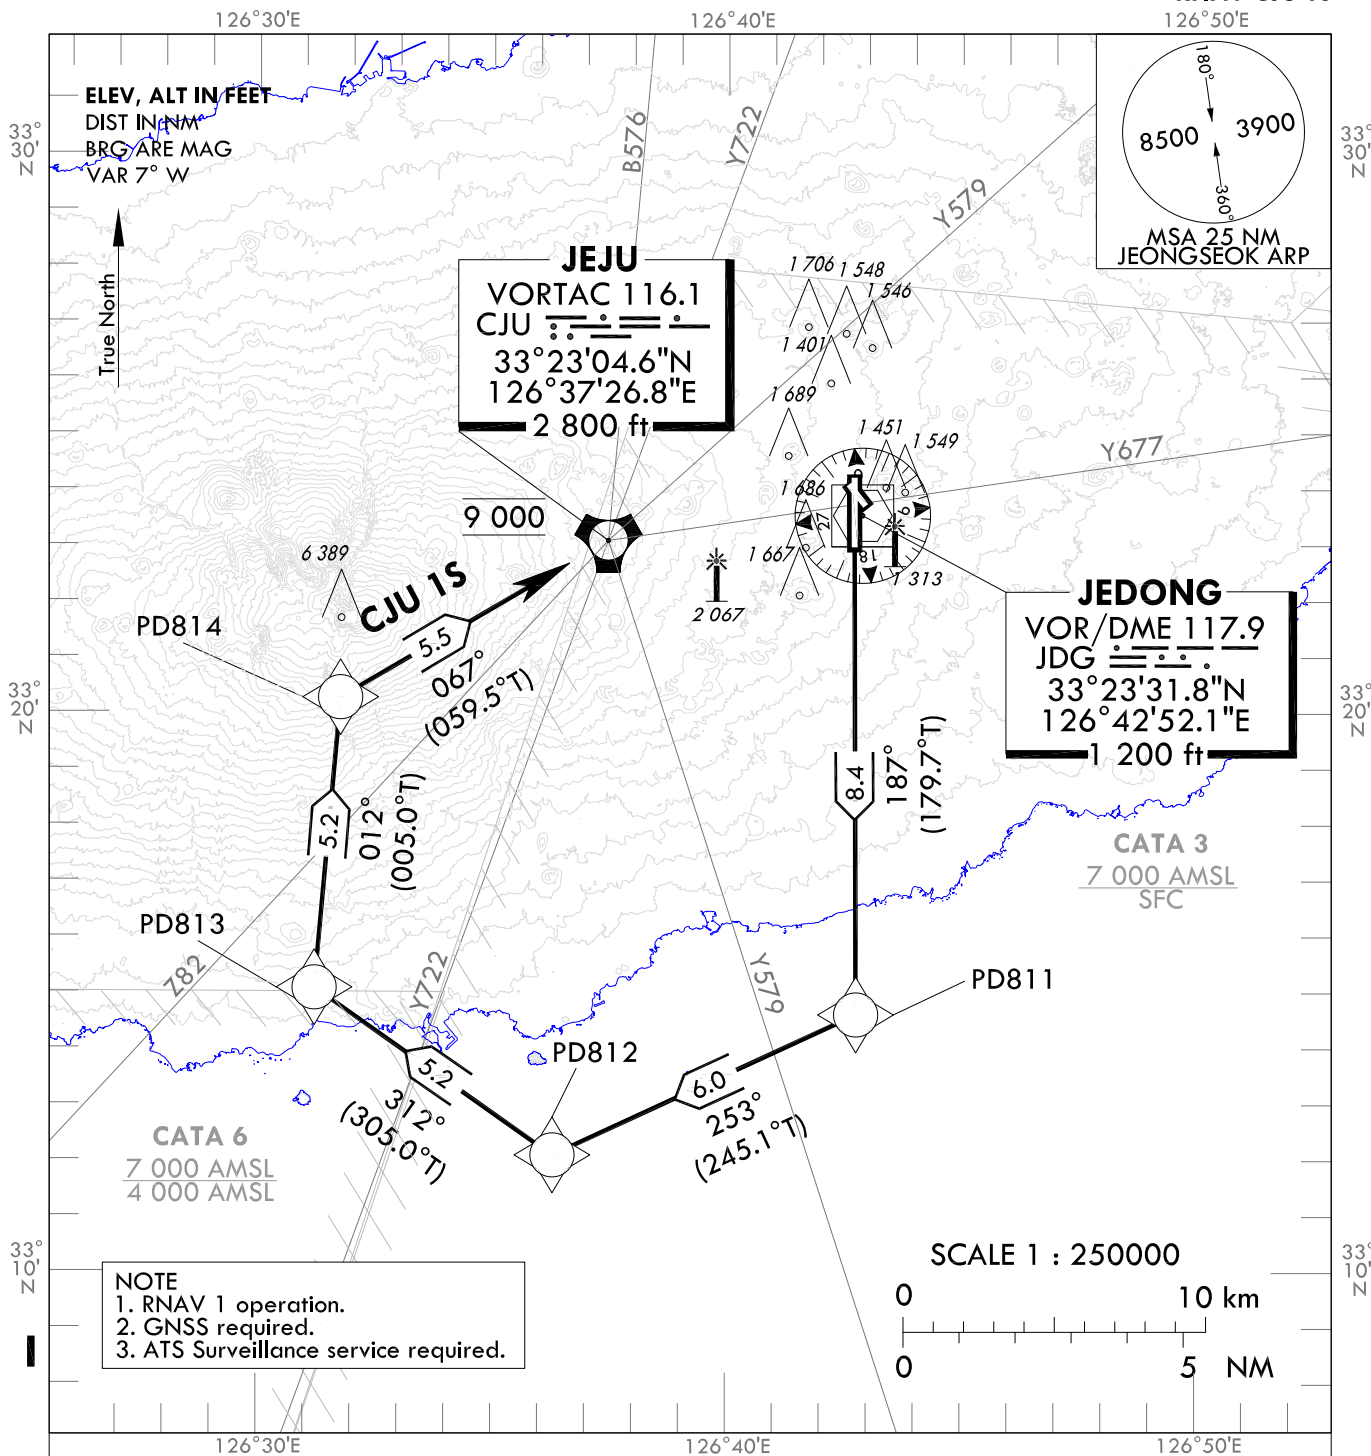 126°30'E
126°40'E
126°50'E
ELEV, ALT IN FEET
DIST IN NM
BRG ARE MAG
VAR 7° W
True North
33°
30'
N
33°
30'
N
180°
8500
3900
360°
MSA 25 NM
JEONGSEOK ARP
B576
Y722
Y579
JEJU
VORTAC 116.1
CJU
33°23'04.6"N
126°37'26.8"E
2 800 ft
1 706
1 548
1 546
1 401
1 689
1 451
1 549
Y677
1 686
27
9
18
1 667
1 313
2 067
9 000
6 389
CJU 1S
PD814
5.5
067°
(059.5°T)
JEDONG
VOR/DME 117.9
JDG
33°23'31.8"N
126°42'52.1"E
1 200 ft
33°
20'
N
33°
20'
N
8.4
187°
(179.7°T)
5.2
012°
(005.0°T)
CATA 3
7 000 AMSL
SFC
PD813
Z82
Y722
Y579
PD811
PD812
5.2
312°
(305.0°T)
6.0
253°
(245.1°T)
CATA 6
7 000 AMSL
4 000 AMSL
33°
10'
N
33°
10'
N
SCALE 1 : 250000
0
10 km
0
5 NM
NOTE
1. RNAV 1 operation.
2. GNSS required.
3. ATS Surveillance service required.
126°30'E
126°40'E
126°50'E